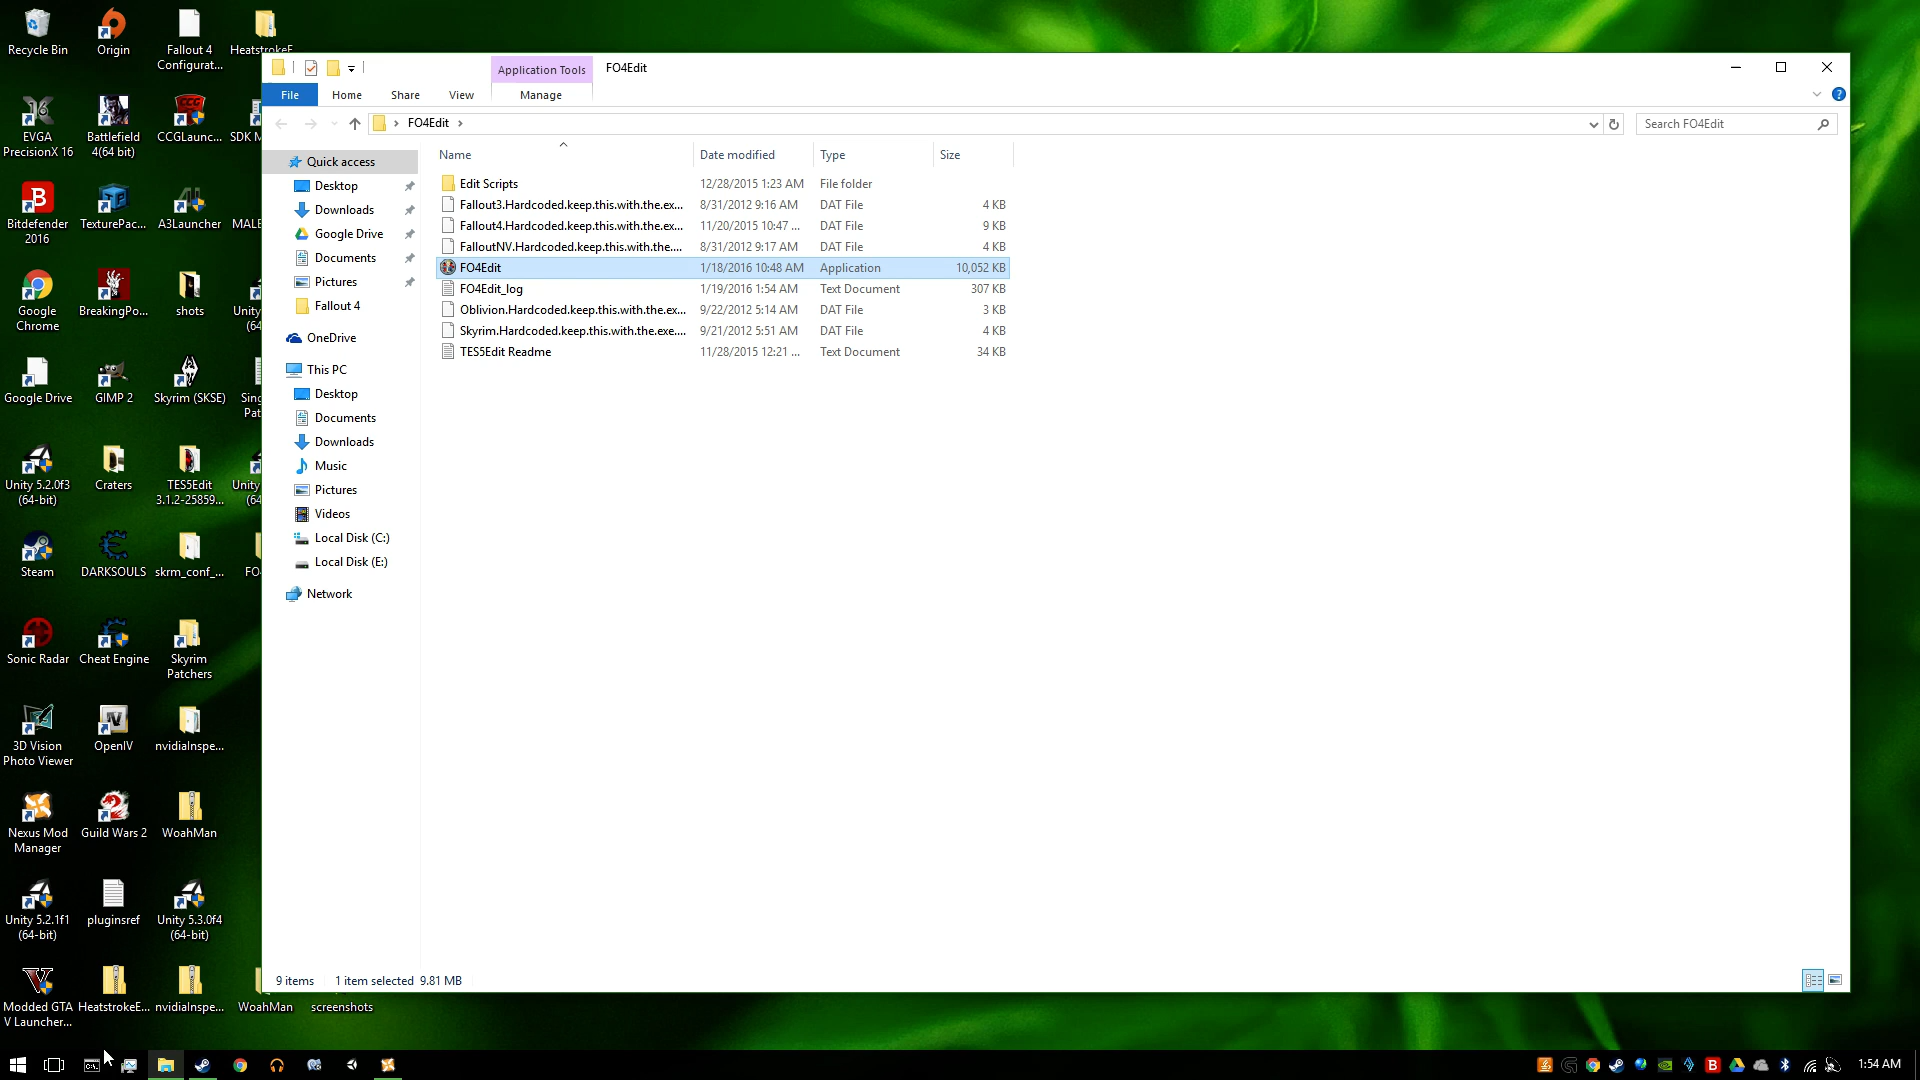 Recycle Bin
Origin
Fallout 4
Configurat...
HeatstrokeE
EVGA
PrecisionX 16
Battlefield
4(64 bit)
CCGLaunc...
SDK M
Bitdefender
2016
TexturePac...
A3Launcher
MALE
Google
Chrome
BreakingPo...
shots
Unity
(64
Google Drive
GIMP 2
Skyrim (SKSE)
Sing
Pat
Unity 5.2.0f3
(64-bit)
Craters
TES5Edit
3.1.2-25859...
Unity
(64
Steam
DARKSOULS
skrm_conf_...
FO4
Sonic Radar
Cheat Engine
Skyrim
Patchers
3D Vision
Photo Viewer
OpenIV
nvidiaInspe...
Nexus Mod
Manager
Guild Wars 2
WoahMan
Unity 5.2.1f1
(64-bit)
pluginsref
Unity 5.3.0f4
(64-bit)
Modded GTA
V Launcher...
HeatstrokeE...
nvidiaInspe...
WoahMan
screenshots
Application Tools
FO4Edit
File
Home
Share
View
Manage
FO4Edit
Search FO4Edit
Quick access
Desktop
Downloads
Google Drive
Documents
Pictures
Fallout 4
OneDrive
This PC
Desktop
Documents
Downloads
Music
Pictures
Videos
Local Disk (C:)
Local Disk (E:)
Network
Name Date modified Type Size
Edit Scripts 12/28/2015 1:23 AM File folder
Fallout3.Hardcoded.keep.this.with.the.ex... 8/31/2012 9:16 AM DAT File 4 KB
Fallout4.Hardcoded.keep.this.with.the.ex... 11/20/2015 10:47 ... DAT File 9 KB
FalloutNV.Hardcoded.keep.this.with.the.... 8/31/2012 9:17 AM DAT File 4 KB
FO4Edit 1/18/2016 10:48 AM Application 10,052 KB
FO4Edit_log 1/19/2016 1:54 AM Text Document 307 KB
Oblivion.Hardcoded.keep.this.with.the.ex... 9/22/2012 5:14 AM DAT File 3 KB
Skyrim.Hardcoded.keep.this.with.the.exe.... 9/21/2012 5:51 AM DAT File 4 KB
TES5Edit Readme 11/28/2015 12:21 ... Text Document 34 KB
9 items 1 item selected 9.81 MB
1:54 AM